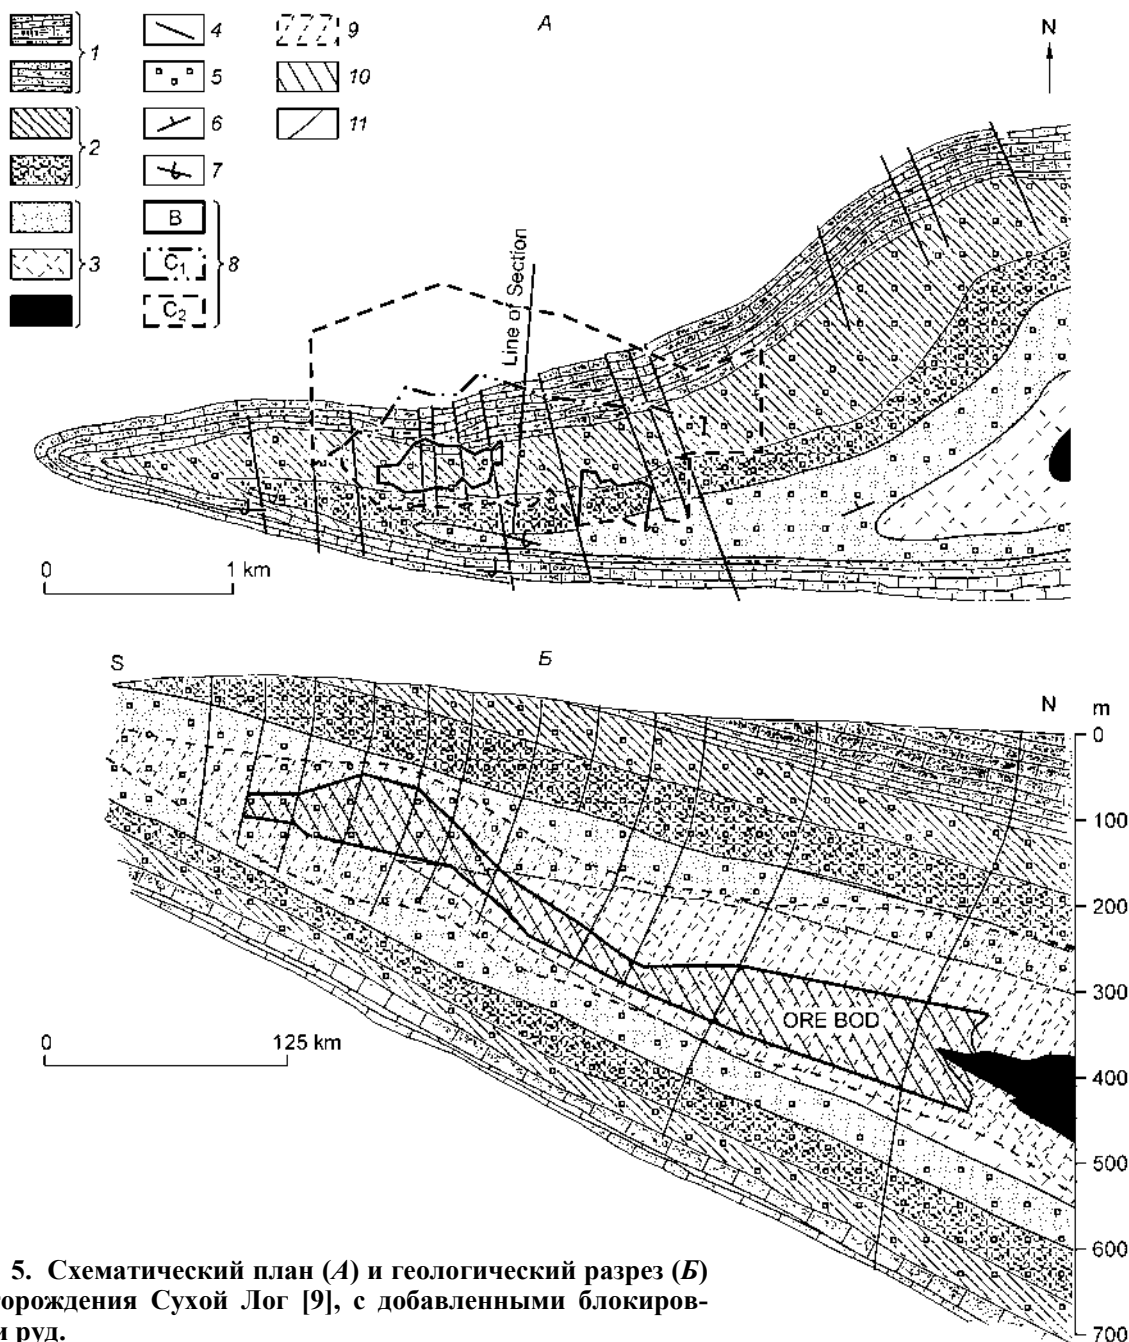 А
N
1
2
3
4
5
6
7
B
C₁
C₂
8
9
10
11
Line of Section
0 1 km
Б
S
N
m
0
100
200
300
400
500
600
700
ORE BOD
0 125 km
5. Схематический план (А) и геологический разрез (Б)
торождения Сухой Лог [9], с добавленными блокиров-
и руд.